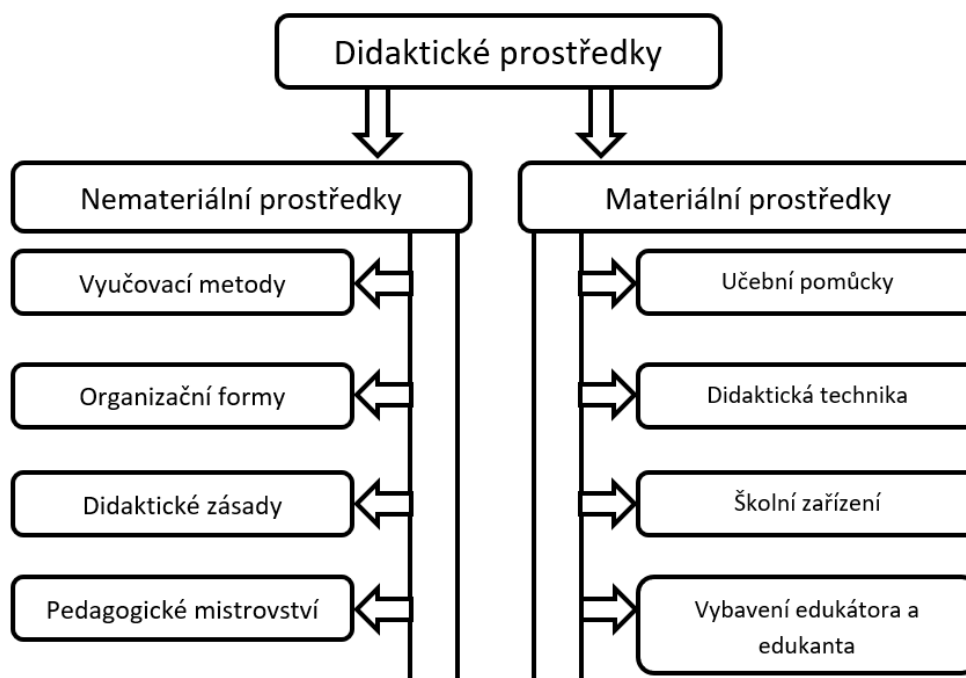 Didaktické prostředky
Nemateriální prostředky
Materiální prostředky
Vyučovací metody
Učební pomůcky
Organizační formy
Didaktická technika
Didaktické zásady
Školní zařízení
Pedagogické mistrovství
Vybavení edukátora a
edukanta